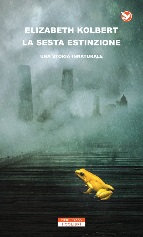 ELIZABETH KOLBERT
LA SESTA ESTINZIONE
UNA STORIA INNATURALE